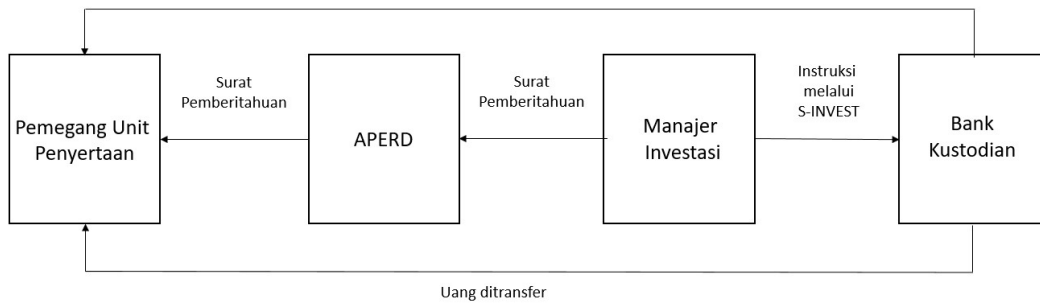 Surat
Pemberitahuan
Surat
Pemberitahuan
Instruksi
melalui
S-INVEST
Pemegang Unit
Penyertaan
APERD
Manajer
Investasi
Bank
Kustodian
Uang ditransfer